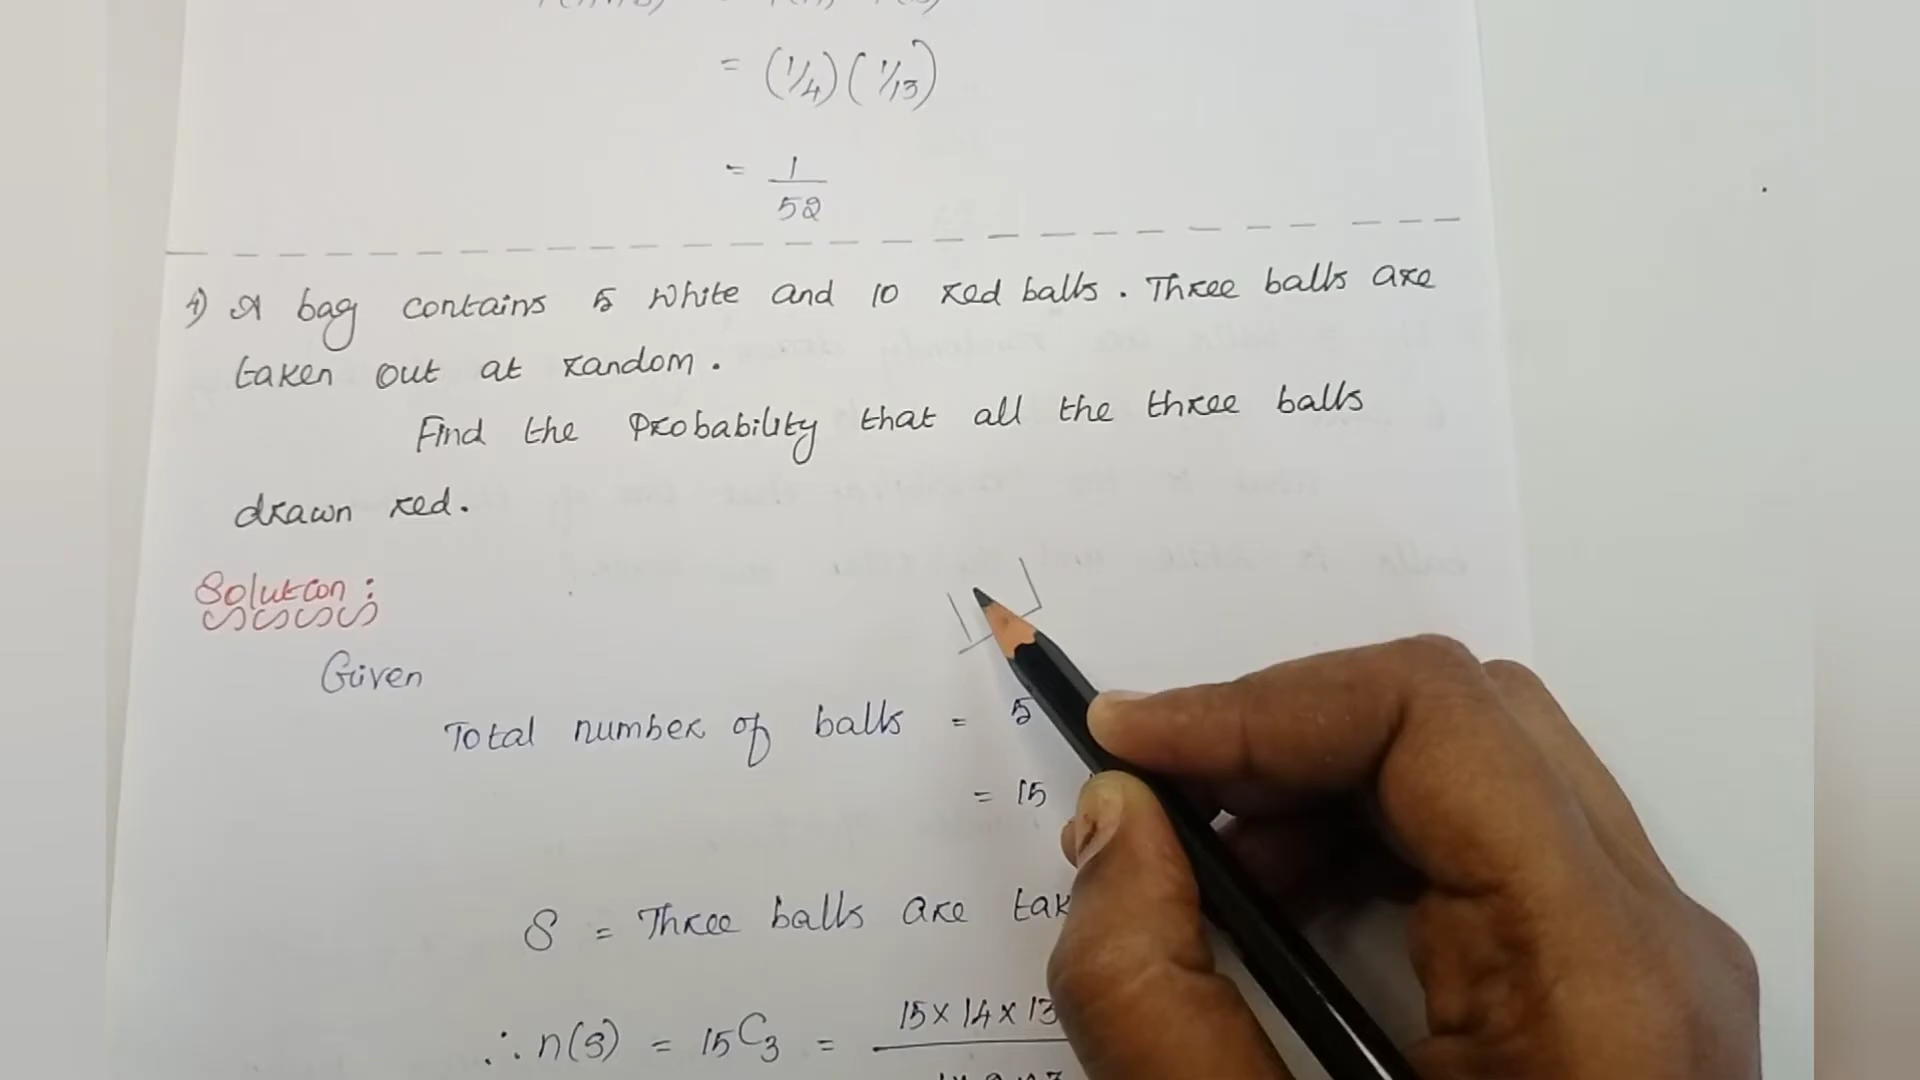 = (1/4) (1/13)
= 1/52
4) A bag contains 5 white and 10 red balls. Three balls are
taken out at random.
Find the Probability that all the three balls
drawn red.
Solution:
Given
Total number of balls = 5
= 15
S = Three balls are tak
∴ n(S) = 15C3 = 15 x 14 x 13